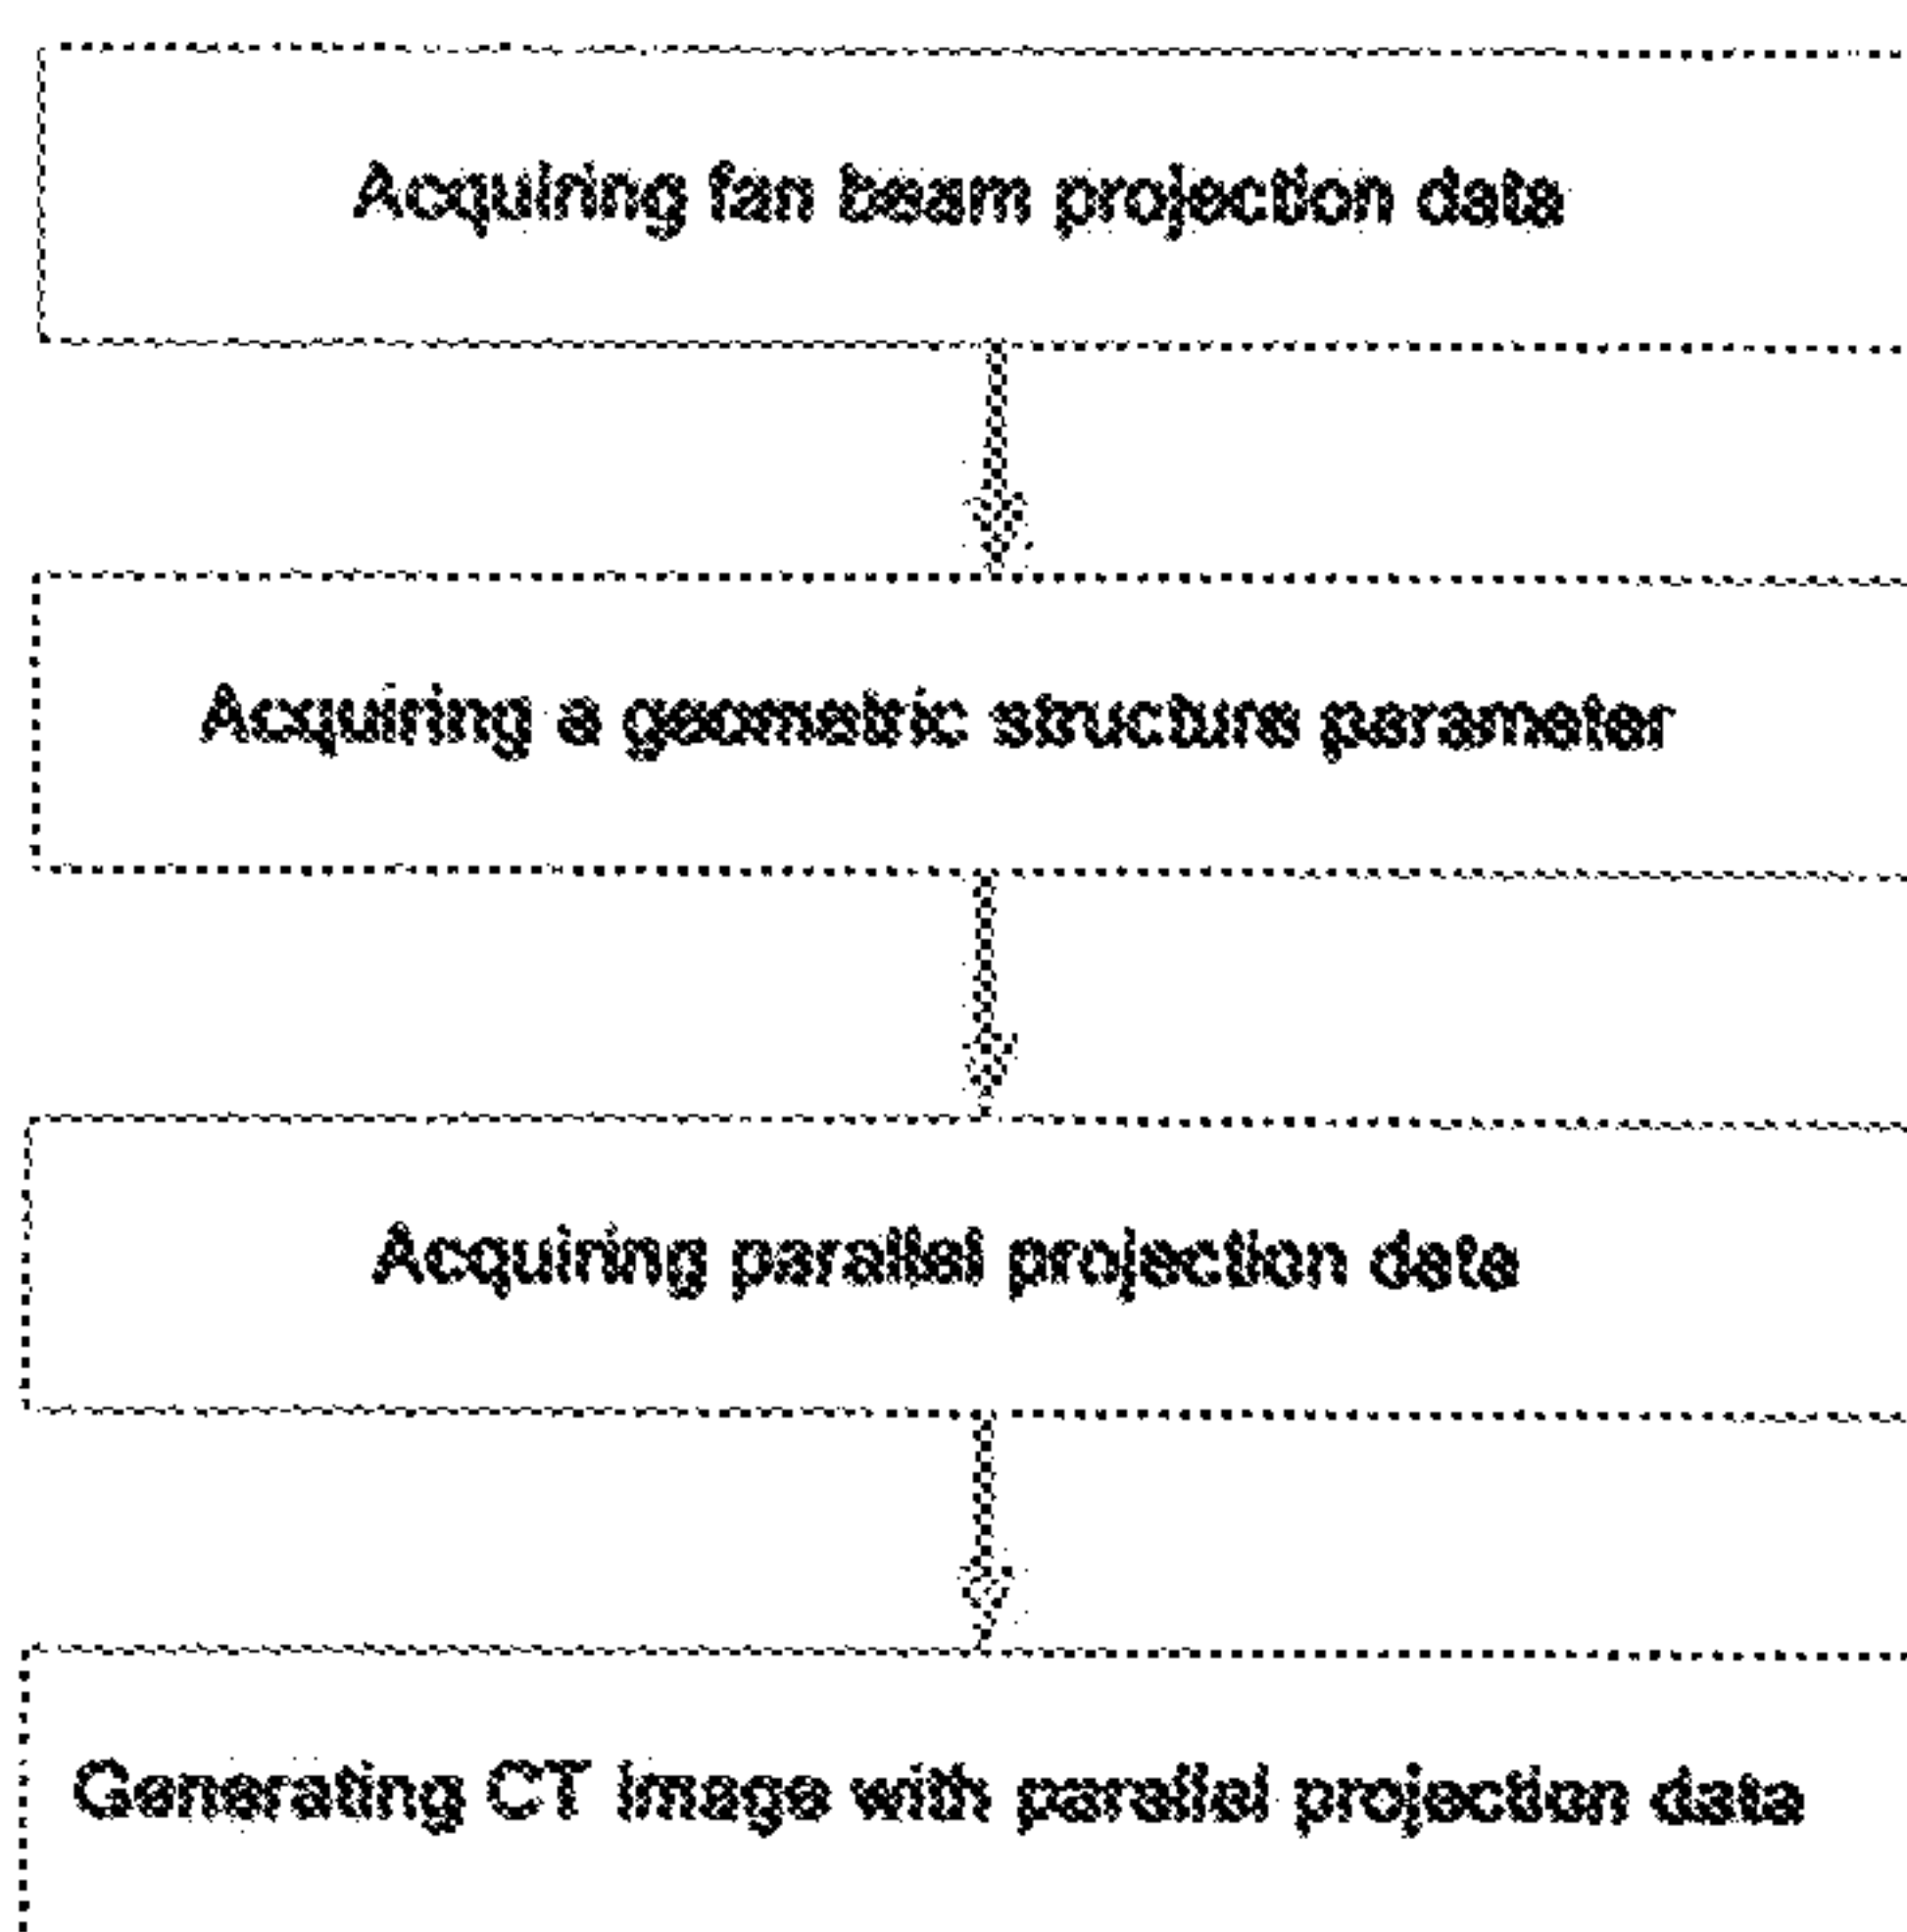 Acquiring fan beam projection data
Acquiring a geometric structure parameter
Acquiring parallel projection data
Generating CT image with parallel projection data